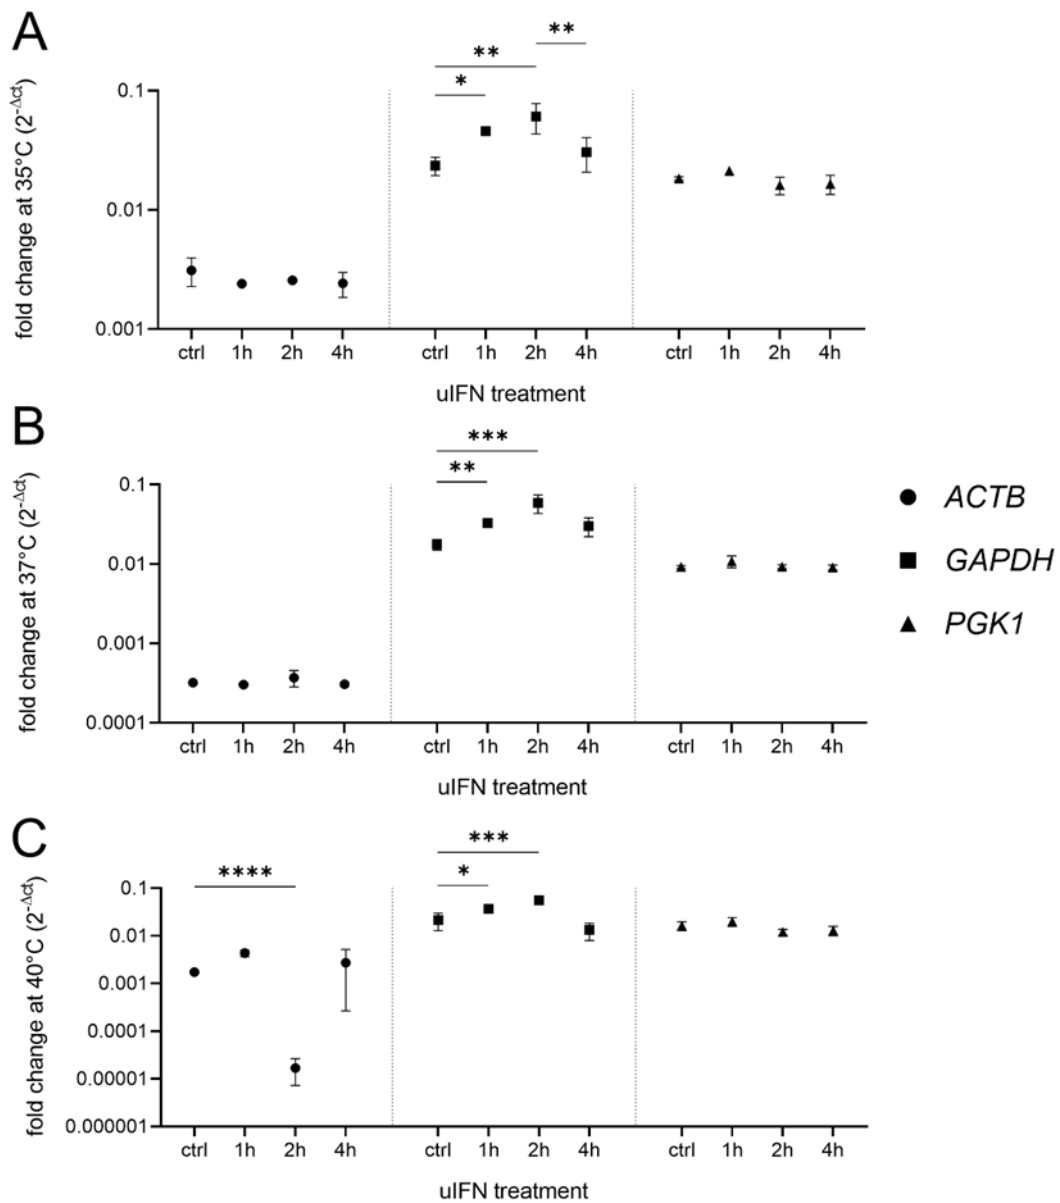 A
fold change at 35°C (2^-Δct)
** 
** 
*
0.1
0.01
0.001
ctrl 1h 2h 4h ctrl 1h 2h 4h ctrl 1h 2h 4h
uIFN treatment
B
fold change at 37°C (2^-Δct)
***
**
0.1
0.01
0.001
0.0001
ctrl 1h 2h 4h ctrl 1h 2h 4h ctrl 1h 2h 4h
uIFN treatment
ACTB
GAPDH
PGK1
C
fold change at 40°C (2^-Δct)
***
****
*
0.1
0.01
0.001
0.0001
0.00001
0.000001
ctrl 1h 2h 4h ctrl 1h 2h 4h ctrl 1h 2h 4h
uIFN treatment